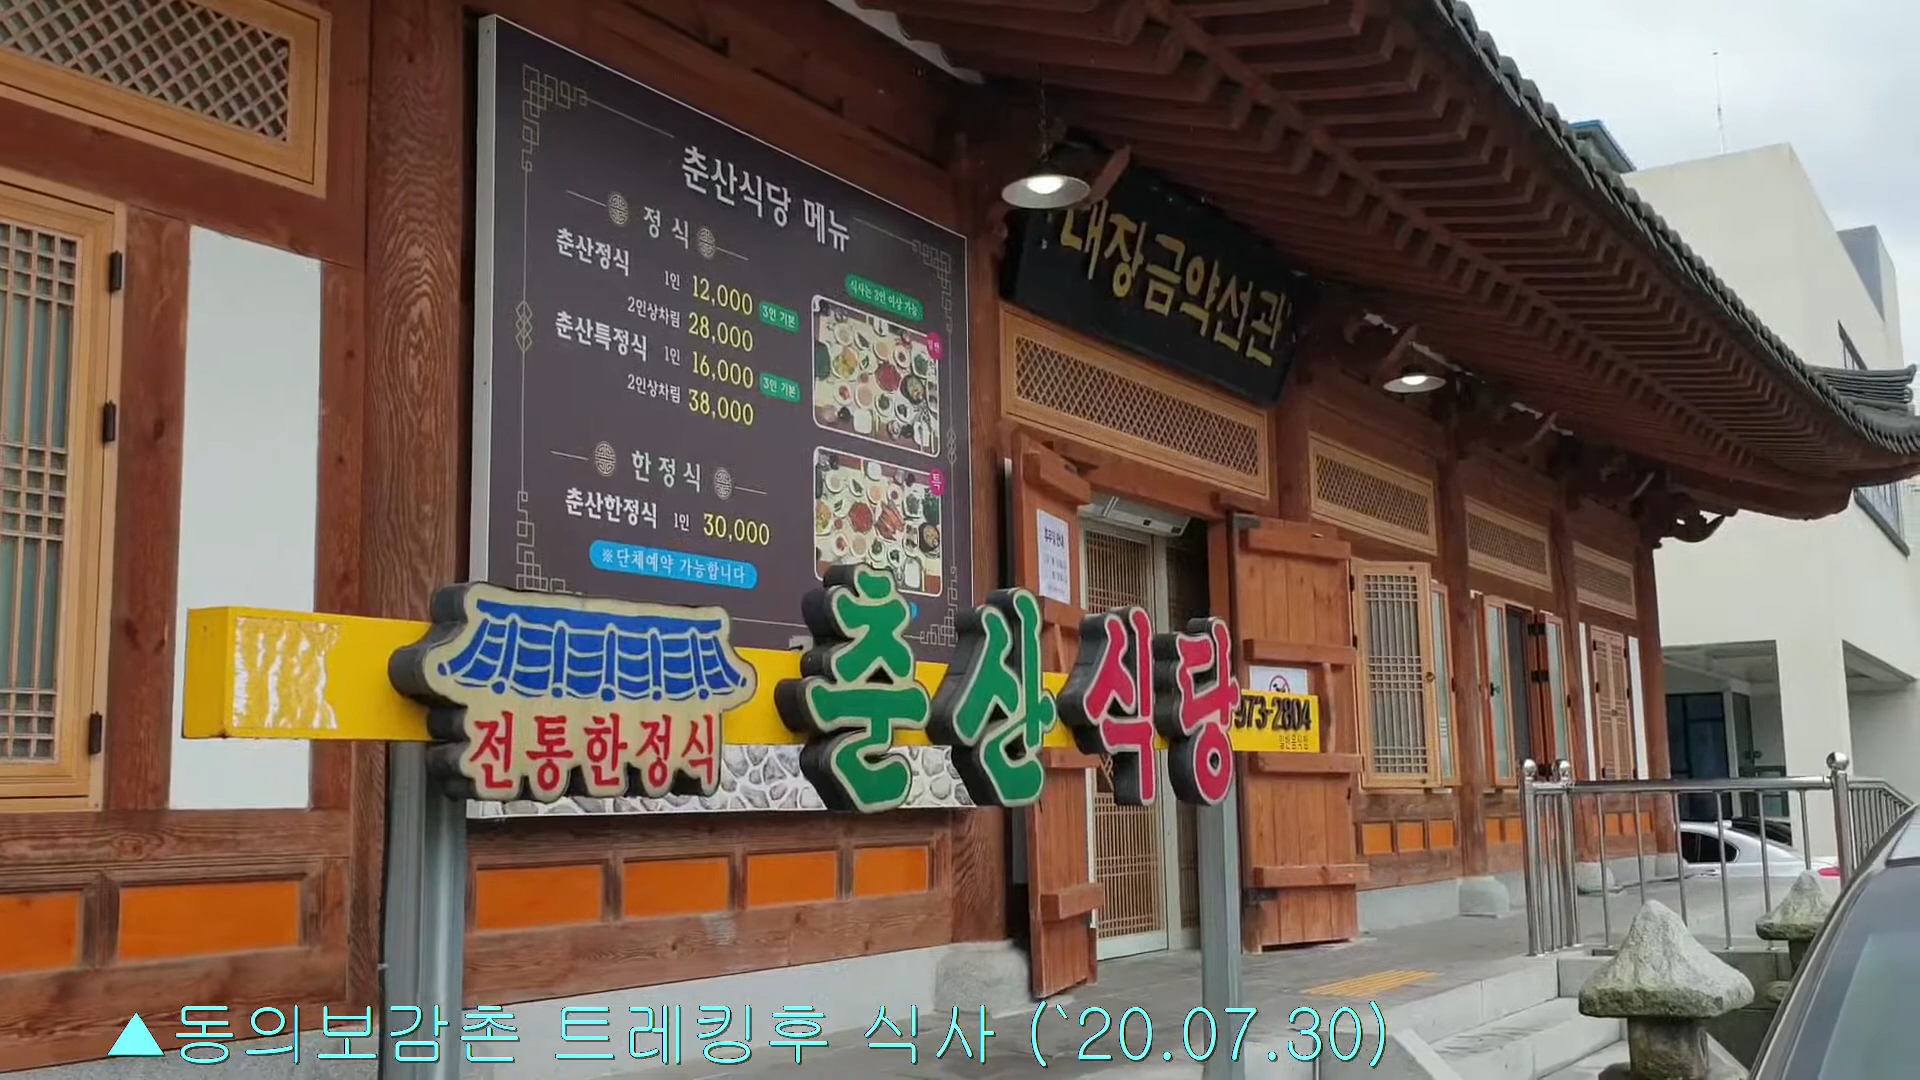 춘산식당 메뉴
정식
춘산정식 1인 12,000 3인 기본
2인상차림 28,000
춘산특정식 1인 16,000 3인 기본
2인상차림 38,000
식사는 3인 이상 가능
특
한정식
춘산한정식 1인 30,000
※단체예약 가능합니다
대장금약선관
전통한정식
춘산식당
973-2804
▲동의보감촌 트레킹후 식사 (`20.07.30)